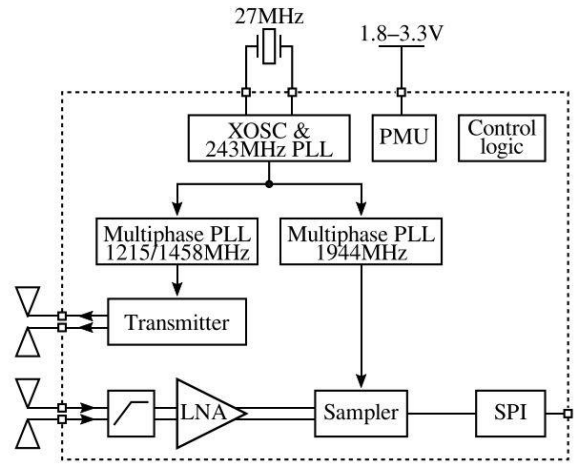 27MHz
1.8–3.3V
XOSC &
243MHz PLL
PMU
Control
logic
Multiphase PLL
1215/1458MHz
Multiphase PLL
1944MHz
Transmitter
LNA
Sampler
SPI